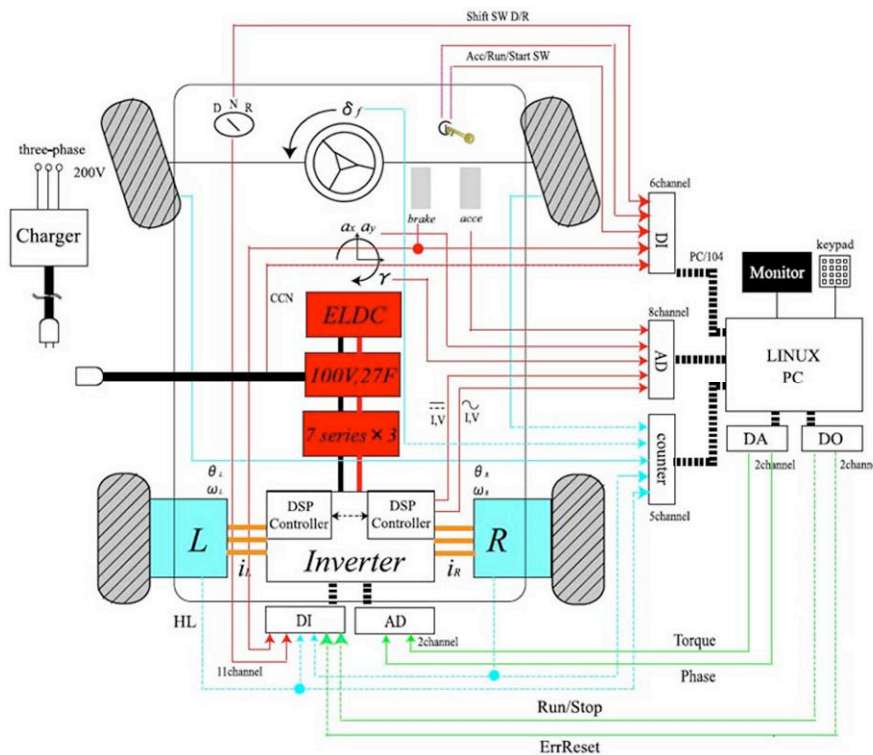 Shift SW D/R
Acc/Run/Start SW
D N R
δf
three-phase
200V
Charger
brake
acce
6channel
DI
ax ay
γ
PC/104
Monitor
keypad
CCN
ELDC
100V,27F
7 series×3
8channel
AD
LINUX
PC
I,V
I,V
counter
5channel
DA
DO
2channel
2channel
θL
ωL
θR
ωR
DSP
Controller
DSP
Controller
L
R
Inverter
iL
iR
HL
DI
AD
11channel
2channel
Torque
Phase
Run/Stop
ErrReset